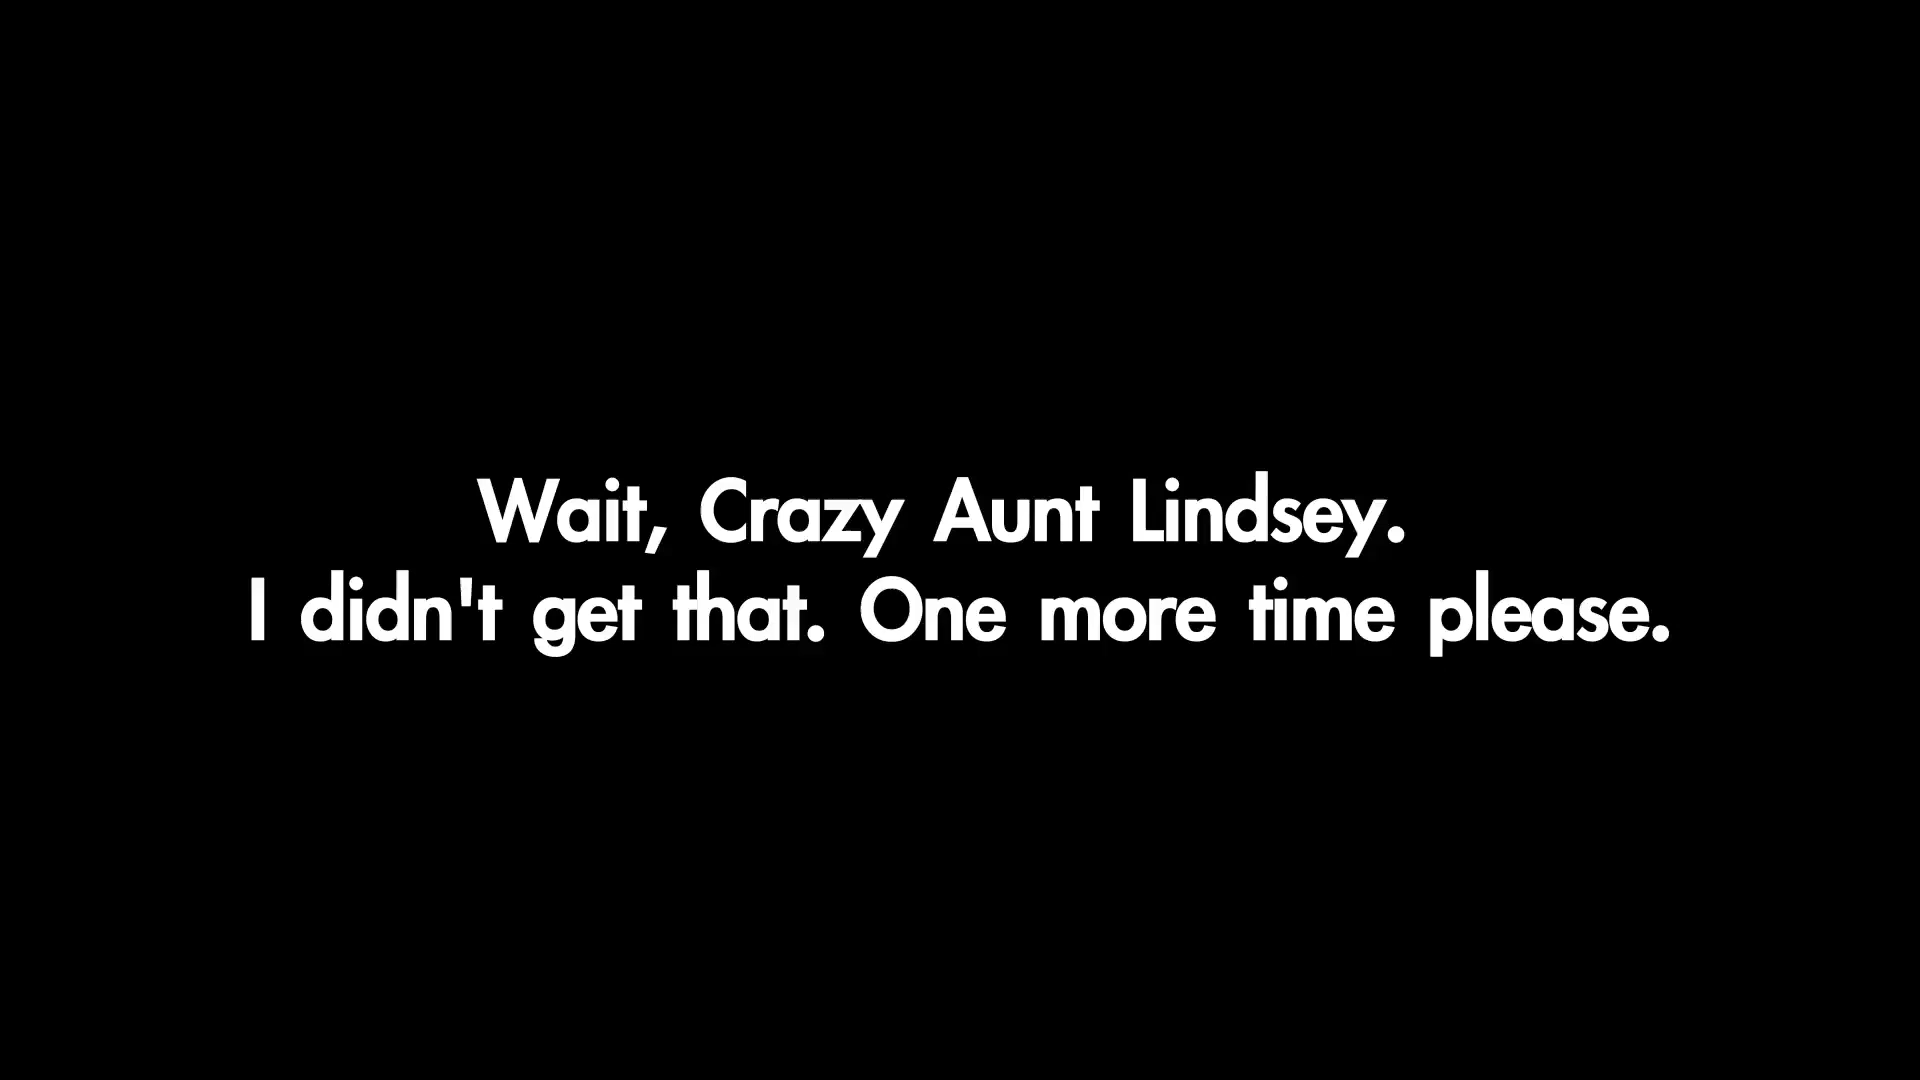 Wait, Crazy Aunt Lindsey.
I didn't get that. One more time please.